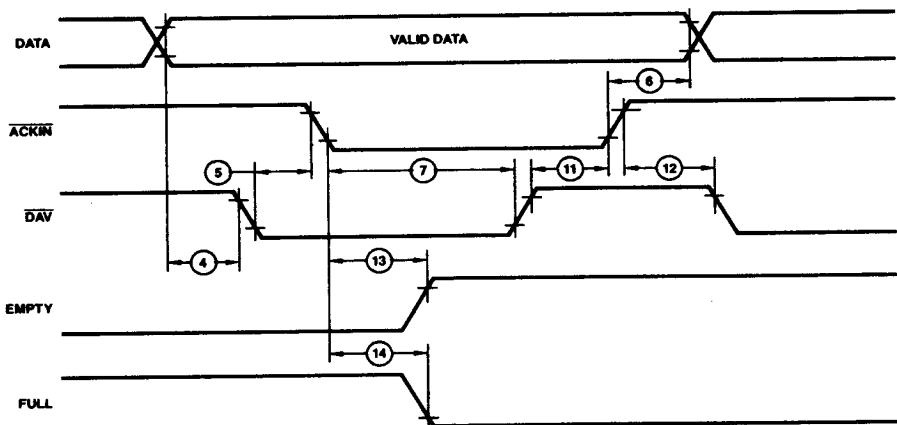 DATA
VALID DATA
6
ACKIN
5
7
11
12
DAV
4
13
EMPTY
14
FULL